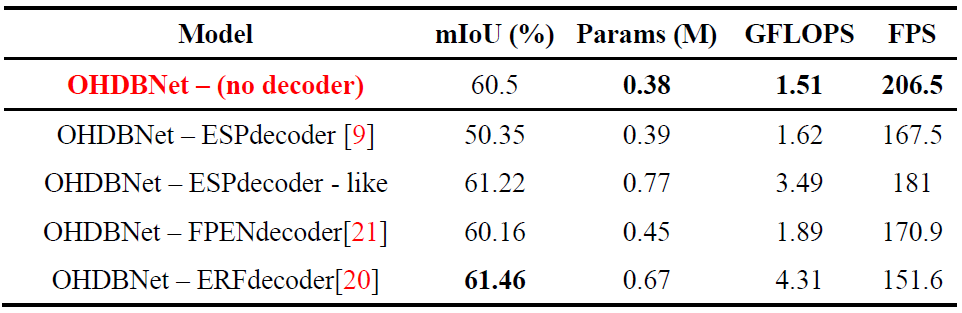 Model mIoU (%) Params (M) GFLOPS FPS
OHDBNet – (no decoder) 60.5 0.38 1.51 206.5
OHDBNet – ESPdecoder [9] 50.35 0.39 1.62 167.5
OHDBNet – ESPdecoder - like 61.22 0.77 3.49 181
OHDBNet – FPENdecoder[21] 60.16 0.45 1.89 170.9
OHDBNet – ERFdecoder[20] 61.46 0.67 4.31 151.6